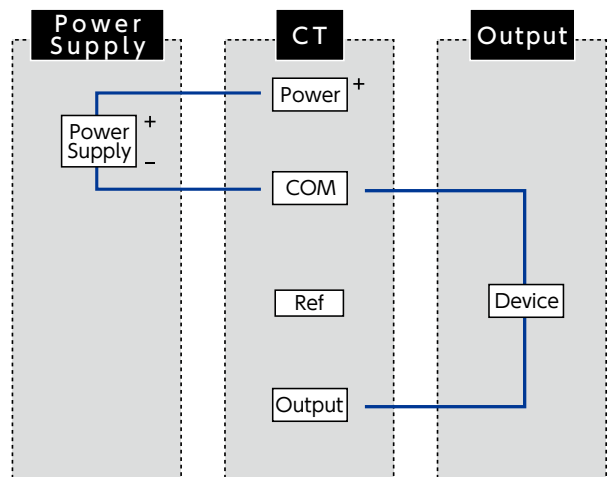 Power
Supply
CT
Output
Power +
Power
Supply
+
–
COM
Ref
Device
Output